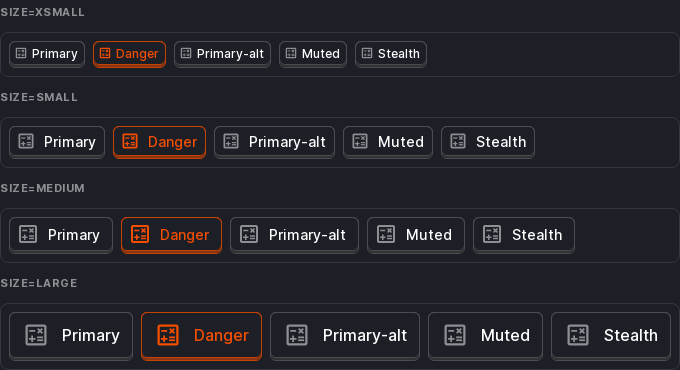 SIZE=XSMALL
Primary Danger Primary-alt Muted Stealth
SIZE=SMALL
Primary Danger Primary-alt Muted Stealth
SIZE=MEDIUM
Primary Danger Primary-alt Muted Stealth
SIZE=LARGE
Primary Danger Primary-alt Muted Stealth